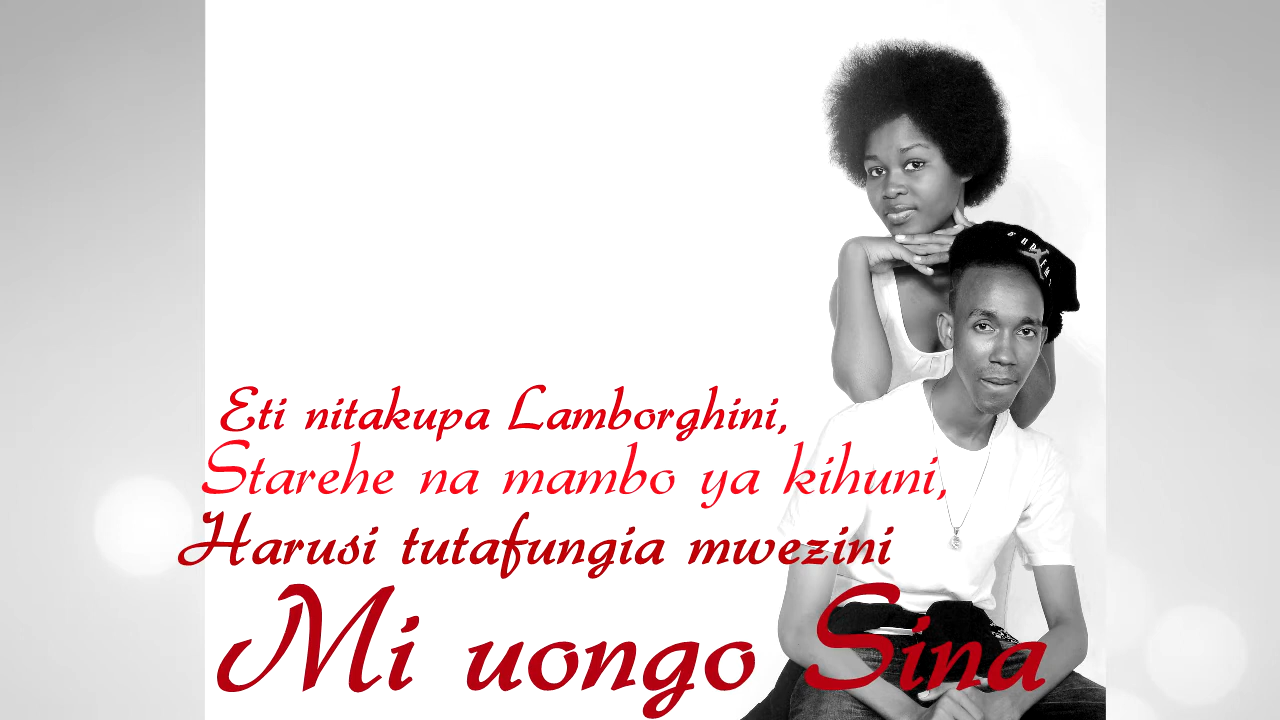 Eti nitakupa Lamborghini,
Starehe na mambo ya kihuni,
Harusi tutafungia mwezini
Mi uongo Sina